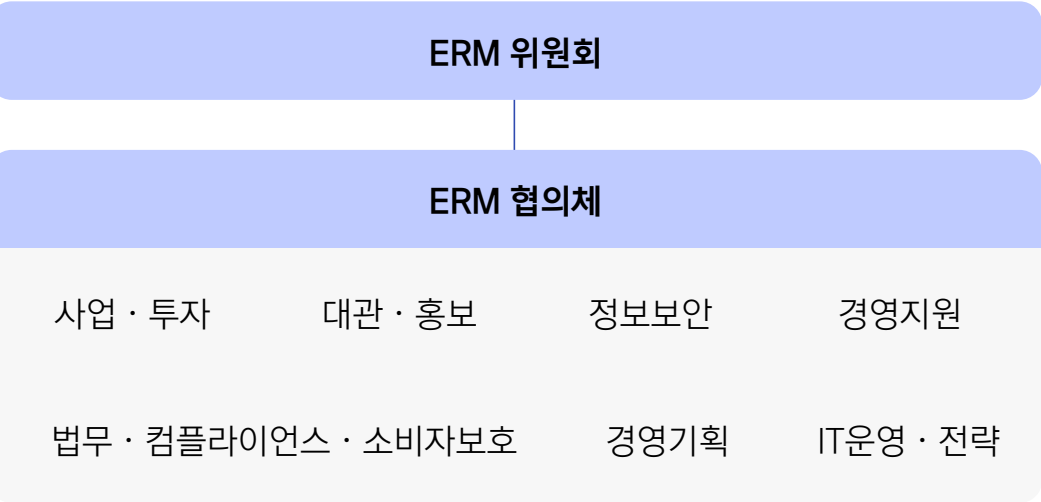 ERM 위원회
ERM 협의체
사업 · 투자 대관 · 홍보 정보보안 경영지원
법무 · 컴플라이언스 · 소비자보호 경영기획 IT운영 · 전략